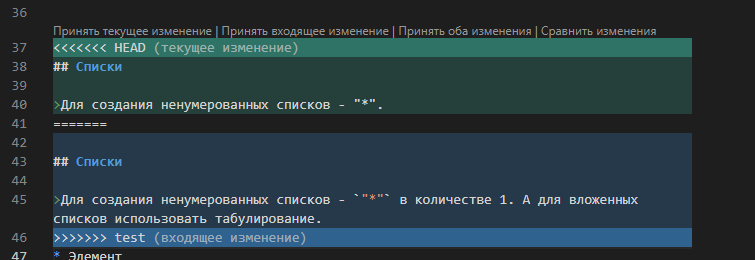 36
Принять текущее изменение | Принять входящее изменение | Принять оба изменения | Сравнить изменения
37 <<<<<<< HEAD (текущее изменение)
38 ## Списки
39
40 >Для создания ненумерованных списков - "*".
41 =======
42
43 ## Списки
44
45 >Для создания ненумерованных списков - `"*"` в количестве 1. А для вложенных
списков использовать табулирование.
46 >>>>>>> test (входящее изменение)
47 * Элемент